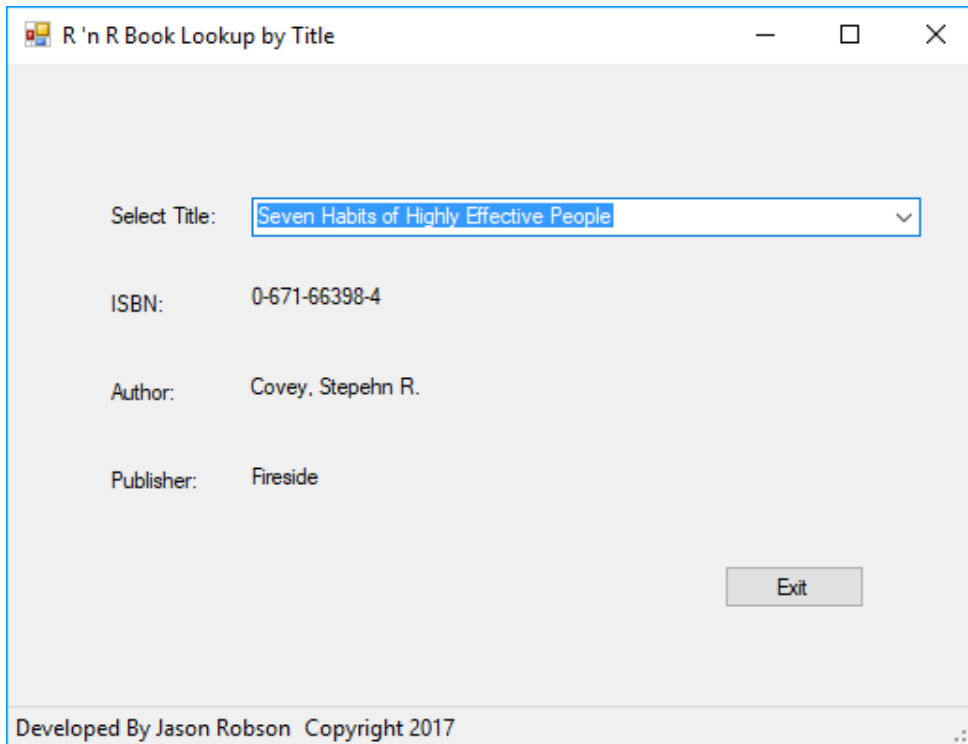 R 'n R Book Lookup by Title
Select Title: Seven Habits of Highly Effective People
ISBN: 0-671-66398-4
Author: Covey, Stepehn R.
Publisher: Fireside
Exit
Developed By Jason Robson Copyright 2017